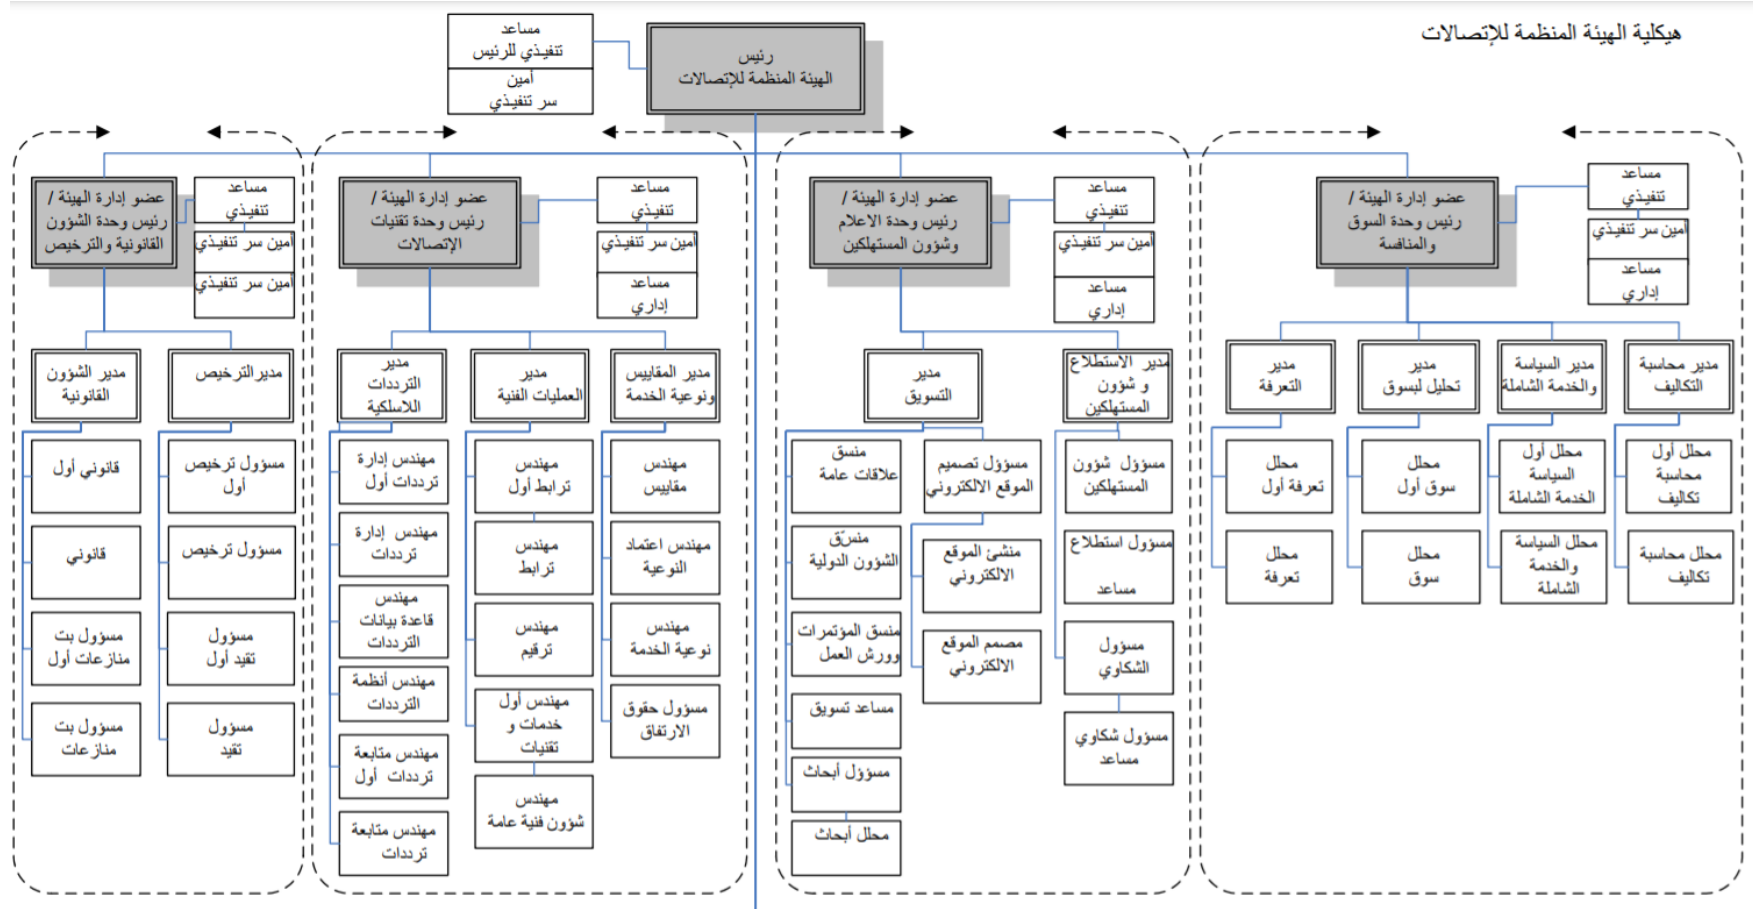 هيكلية الهيئة المنظمة للإتصالات
رئيس
الهيئة المنظمة للإتصالات
مساعد
تنفيذي للرئيس
أمين
سر تنفيذي
عضو إدارة الهيئة /
رئيس وحدة السوق
والمنافسة
مساعد
تنفيذي
أمين سر تنفيذي
مساعد
إداري
مدير محاسبة
التكاليف
محلل أول
محاسبة
تكاليف
محلل محاسبة
تكاليف
مدير السياسة
والخدمة الشاملة
محلل أول
السياسة
الخدمة الشاملة
محلل السياسة
والخدمة
الشاملة
مدير
تحليل لبسوق
محلل
سوق أول
محلل
سوق
مدير
التعرفة
محلل
تعرفة أول
محلل
تعرفة
عضو إدارة الهيئة /
رئيس وحدة الاعلام
وشؤون المستهلكين
مساعد
تنفيذي
أمين سر تنفيذي
مساعد
إداري
مدير الاستطلاع
و شؤون
المستهلكين
مسؤؤل شؤون
المستهلكين
مسؤول استطلاع
مساعد
مسؤول
الشكاوي
مسؤول شكاوي
مساعد
مدير
التسويق
مسؤؤل تصميم
الموقع الالكتروني
منشئ الموقع
الالكتروني
مصمم الموقع
الالكتروني
منسق
علاقات عامة
منسّق
الشؤون الدولية
منسق المؤتمرات
وورش العمل
مساعد تسويق
مسؤؤل أبحاث
محلل أبحاث
عضو إدارة الهيئة /
رئيس وحدة تقنيات
الإتصالات
مساعد
تنفيذي
أمين سر تنفيذي
مساعد
إداري
مدير المقاييس
ونوعية الخدمة
مهندس
مقاييس
مهندس اعتماد
النوعية
مهندس
نوعية الخدمة
مسؤول حقوق
الارتفاق
مدير
العمليات الفنية
مهندس
ترابط أول
مهندس
ترابط
مهندس
ترقيم
مهندس أول
خدمات و
تقنيات
مهندس
شؤون فنية عامة
مدير
الترددات
اللاسلكية
مهندس إدارة
ترددات أول
مهندس إدارة
ترددات
مهندس
قاعدة بيانات
الترددات
مهندس أنظمة
الترددات
مهندس متابعة
ترددات أول
مهندس متابعة
ترددات
عضو إدارة الهيئة /
رئيس وحدة الشؤون
القانونية والترخيص
مساعد
تنفيذي
أمين سر تنفيذي
أمين سر تنفيذي
مدير الترخيص
مسؤول ترخيص
أول
مسؤول ترخيص
مسؤول
تقيد أول
مسؤول
تقيد
مدير الشؤون
القانونية
قانوني أول
قانوني
مسؤول بت
منازعات أول
مسؤول بت
منازعات